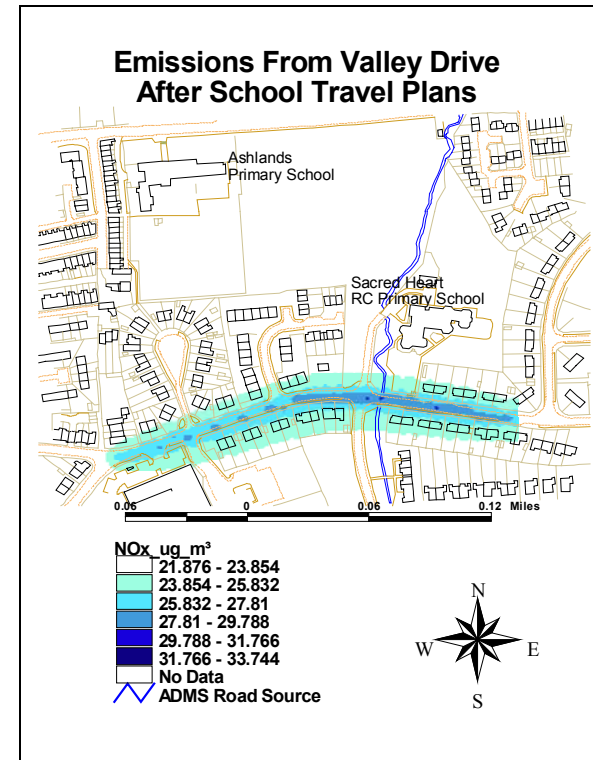 Emissions From Valley Drive
After School Travel Plans
Ashlands
Primary School
Sacred Heart
RC Primary School
0.06 0 0.06 0.12 Miles
NOx_ug_m³
21.876 - 23.854
23.854 - 25.832
25.832 - 27.81
27.81 - 29.788
29.788 - 31.766
31.766 - 33.744
No Data
ADMS Road Source
N
W E
S